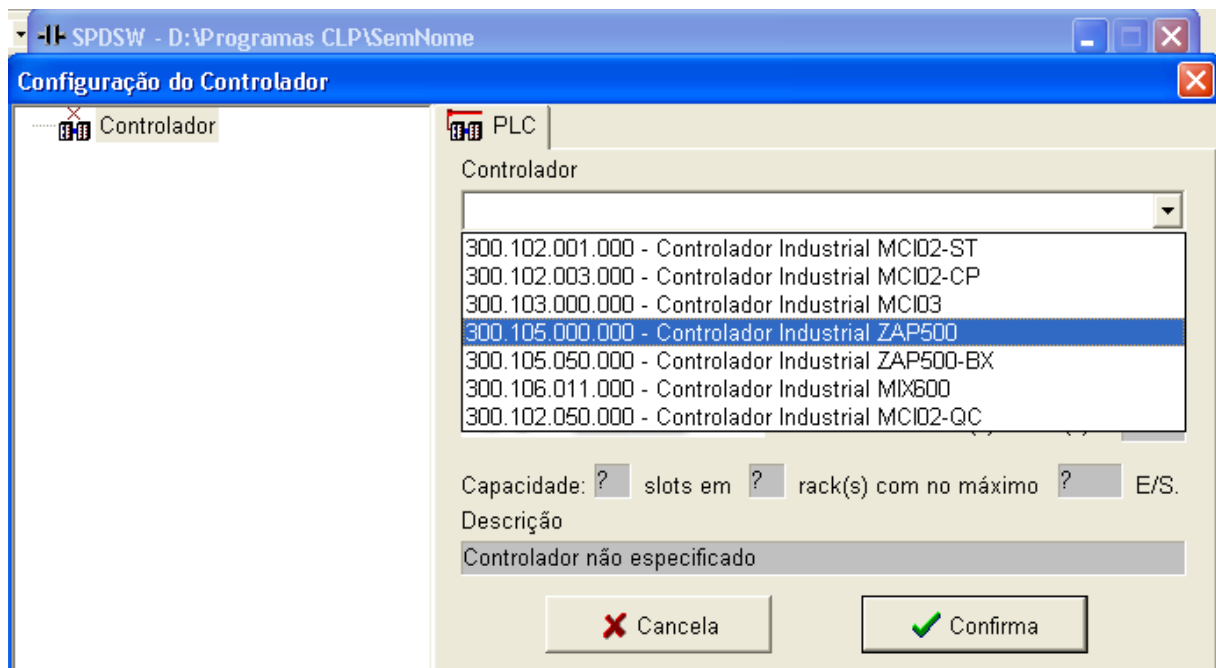 SPDSW - D:\Programas CLP\SemNome
Configuração do Controlador
Controlador
PLC
Controlador
300.102.001.000 - Controlador Industrial MCI02-ST
300.102.003.000 - Controlador Industrial MCI02-CP
300.103.000.000 - Controlador Industrial MCI03
300.105.000.000 - Controlador Industrial ZAP500
300.105.050.000 - Controlador Industrial ZAP500-BX
300.106.011.000 - Controlador Industrial MIX600
300.102.050.000 - Controlador Industrial MCI02-QC
Capacidade: ? slots em ? rack(s) com no máximo ? E/S.
Descrição
Controlador não especificado
Cancela Confirma